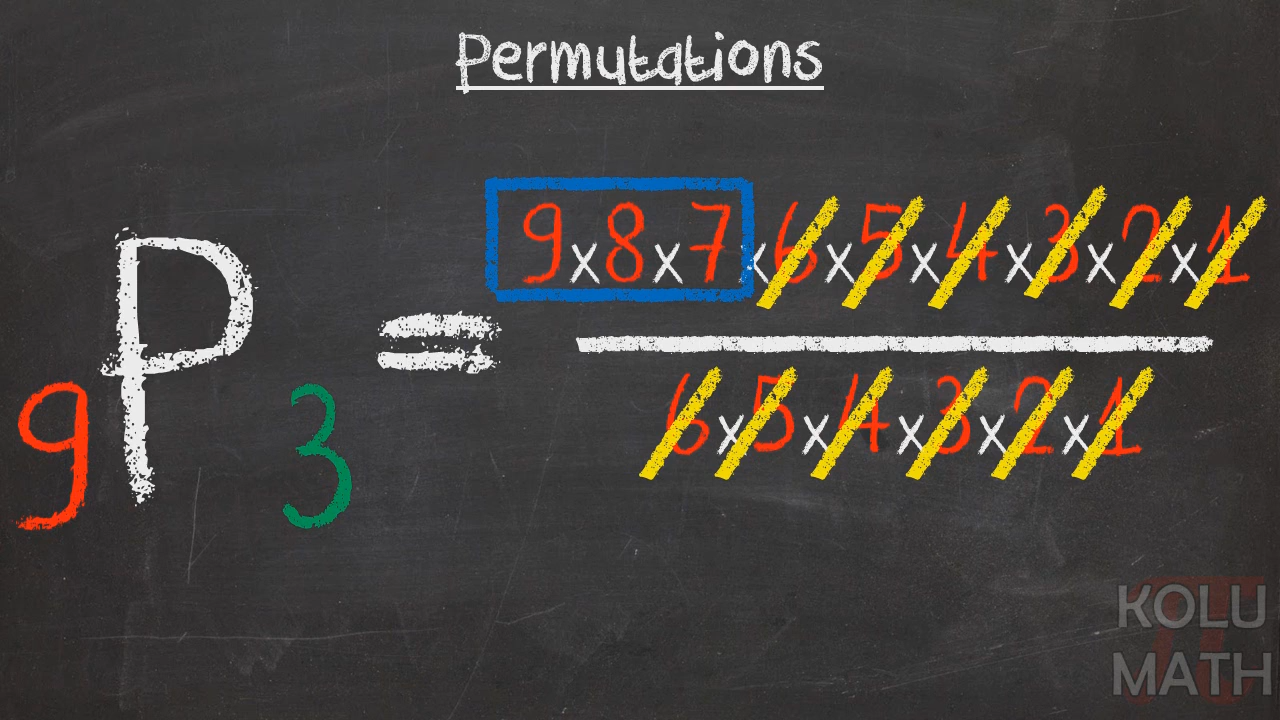 Permutations
9P3 = 9x8x7x6x5x4x3x2x1
6x5x4x3x2x1
KOLU
MATH